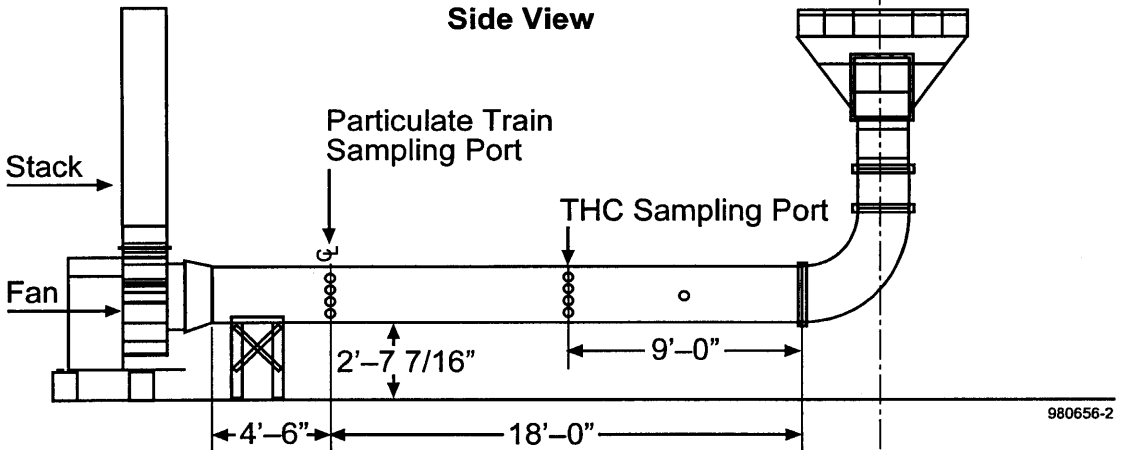 Side View
Particulate Train
Sampling Port
Stack
THC Sampling Port
℄
Fan
2’–7 7/16”
9’–0”
980656-2
4’–6”
18’–0”